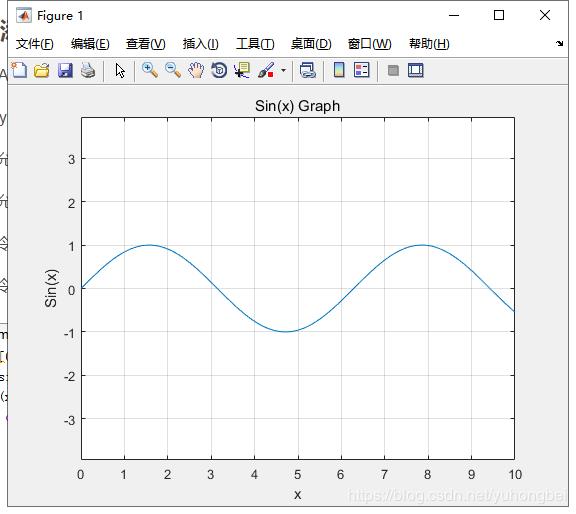 Figure 1
文件(F) 编辑(E) 查看(V) 插入(I) 工具(T) 桌面(D) 窗口(W) 帮助(H)
Sin(x) Graph
3
2
1
0
-1
-2
-3
Sin(x)
0 1 2 3 4 5 6 7 8 9 10
x
https://blog.csdn.net/yuhongbei